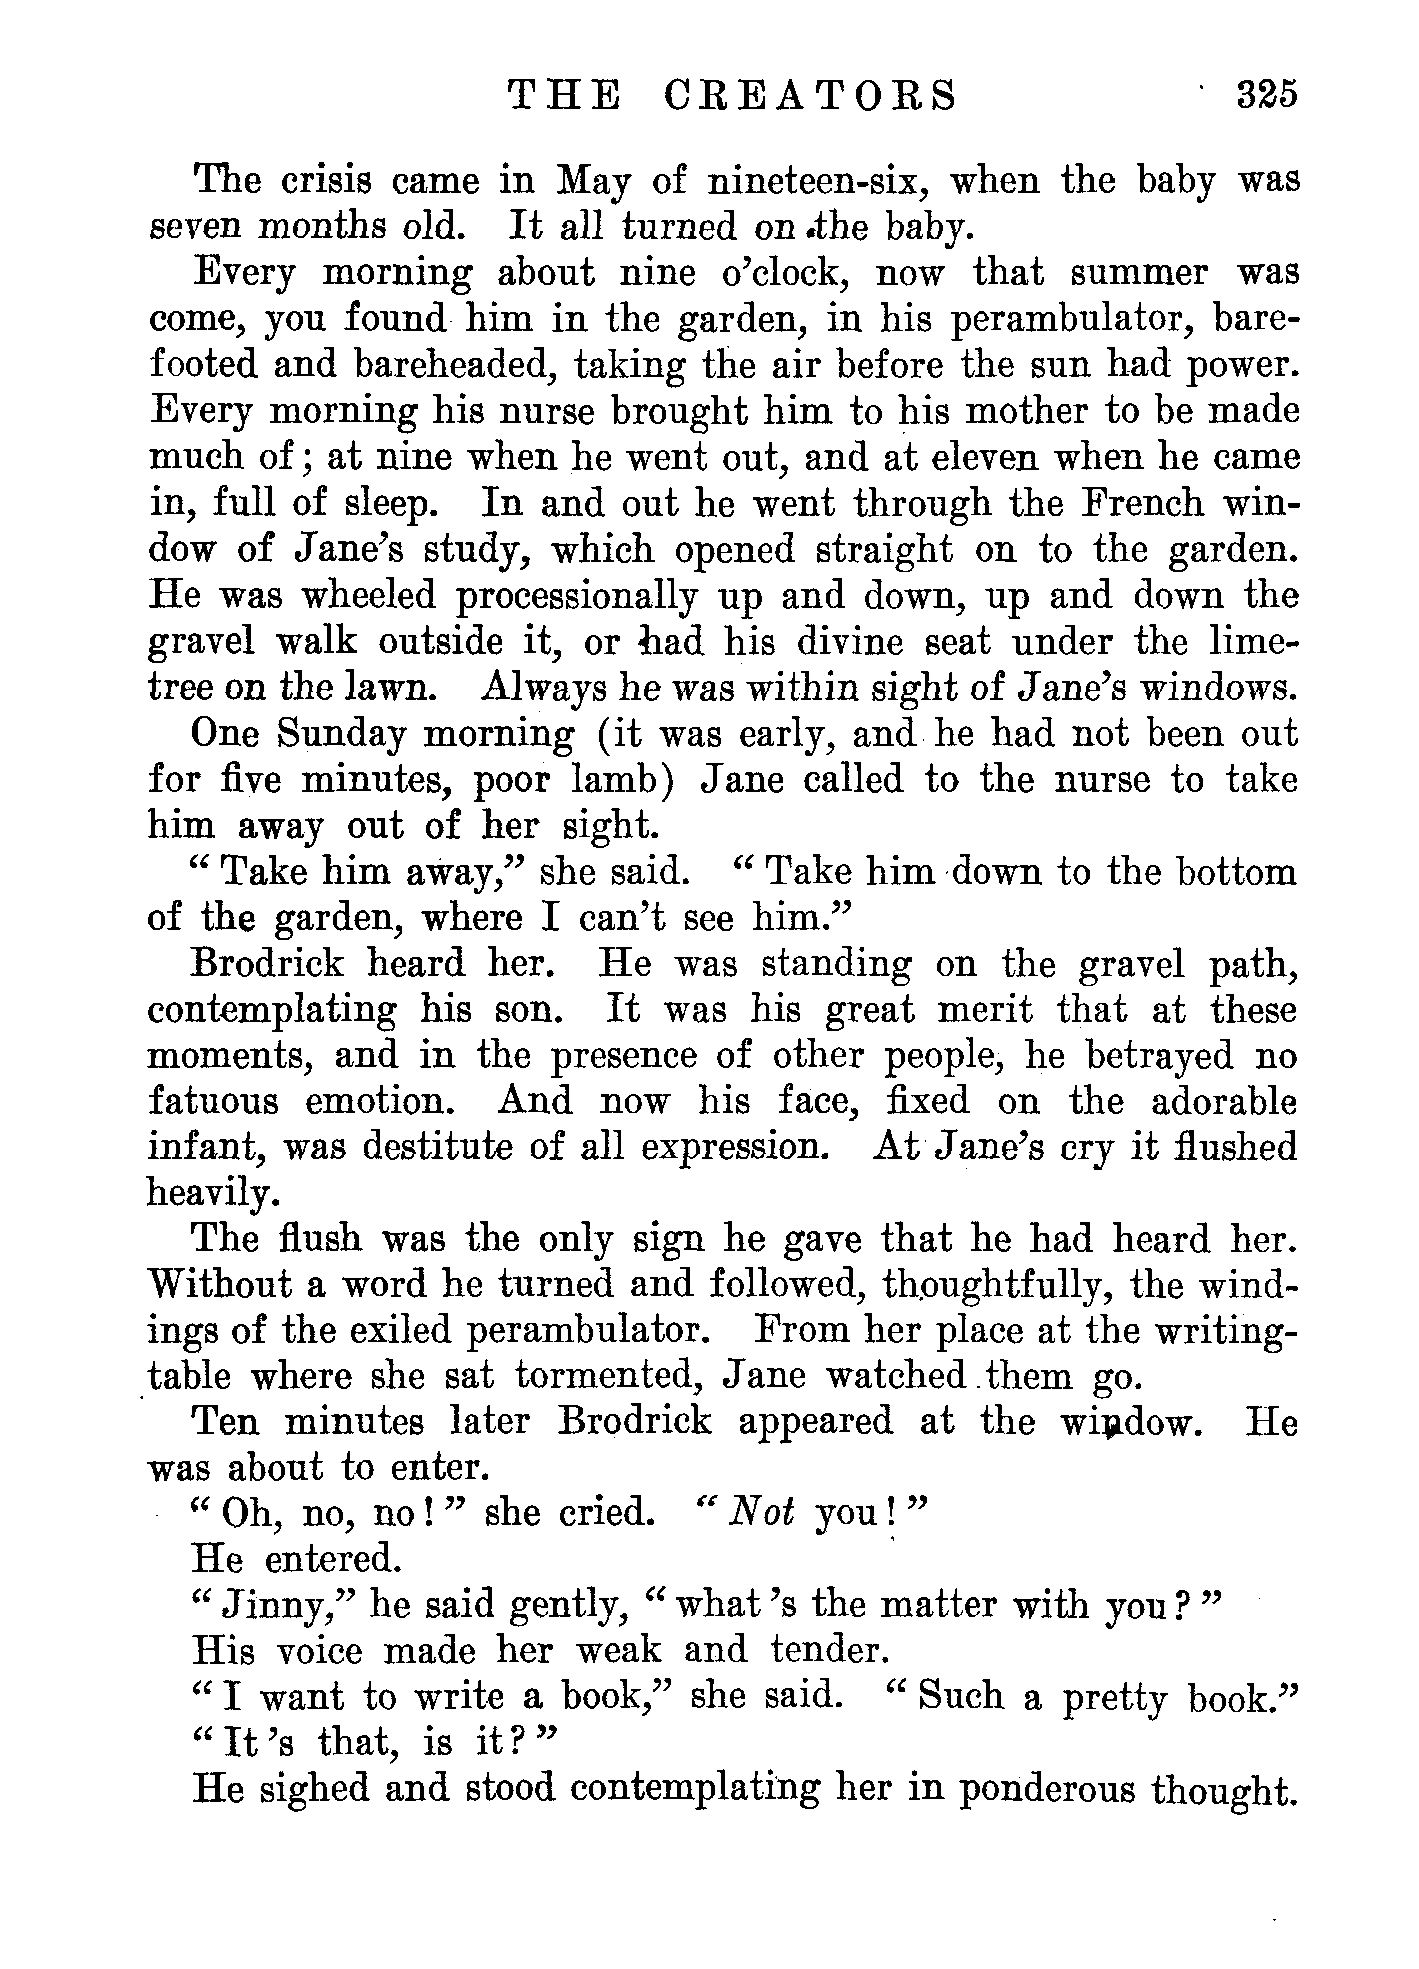 THE CREATORS 325
The crisis came in May of nineteen-six, when the baby was
seven months old. It all turned on the baby.
Every morning about nine o'clock, now that summer was
come, you found him in the garden, in his perambulator, bare-
footed and bareheaded, taking the air before the sun had power.
Every morning his nurse brought him to his mother to be made
much of; at nine when he went out, and at eleven when he came
in, full of sleep. In and out he went through the French win-
dow of Jane's study, which opened straight on to the garden.
He was wheeled processionally up and down, up and down the
gravel walk outside it, or had his divine seat under the lime-
tree on the lawn. Always he was within sight of Jane's windows.
One Sunday morning (it was early, and he had not been out
for five minutes, poor lamb) Jane called to the nurse to take
him away out of her sight.
“Take him away,” she said. “Take him down to the bottom
of the garden, where I can't see him.”
Brodrick heard her. He was standing on the gravel path,
contemplating his son. It was his great merit that at these
moments, and in the presence of other people, he betrayed no
fatuous emotion. And now his face, fixed on the adorable
infant, was destitute of all expression. At Jane's cry it flushed
heavily.
The flush was the only sign he gave that he had heard her.
Without a word he turned and followed, thoughtfully, the wind-
ings of the exiled perambulator. From her place at the writing-
table where she sat tormented, Jane watched them go.
Ten minutes later Brodrick appeared at the window. He
was about to enter.
“Oh, no, no!” she cried. “Not you!”
He entered.
“Jinny,” he said gently, “what's the matter with you?”
His voice made her weak and tender.
“I want to write a book,” she said. “Such a pretty book.”
“It's that, is it?”
He sighed and stood contemplating her in ponderous thought.